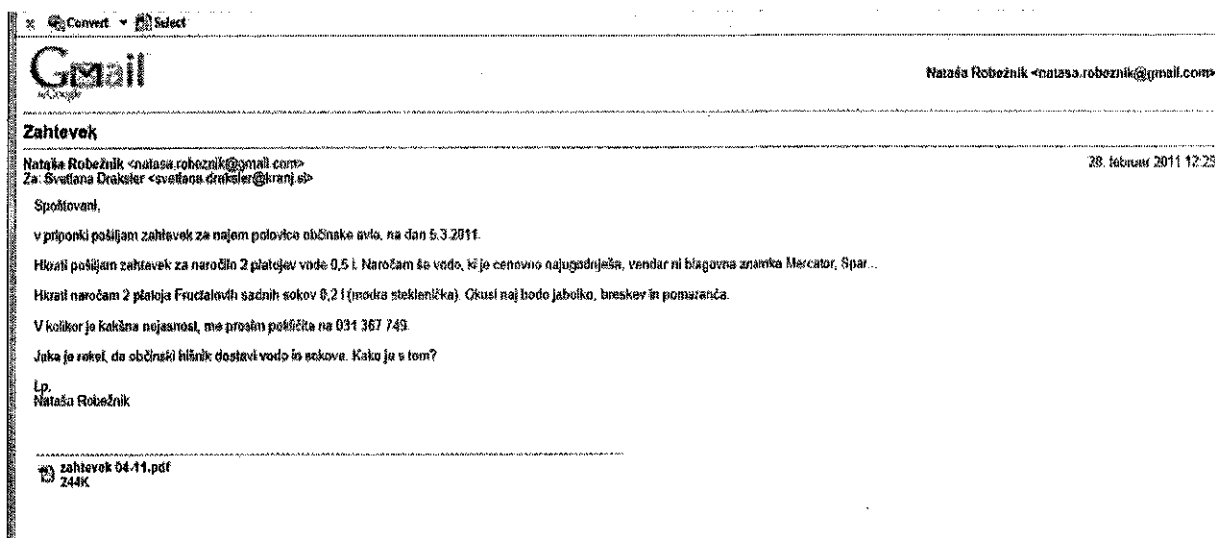 x Convert Select
Gmail
by Google
Nataša Robežnik <natasa.robeznik@gmail.com>
Zahtevek
Nataša Robežnik <natasa.robeznik@gmail.com>
28. februar 2011 12:23
Za: Svetlana Draksler <svetlana.draksler@kranj.si>
Spoštovani,
v priponki pošiljam zahtevek za najem polovice občinske avle, na dan 5.3.2011.
Hkrati pošiljam zahtevek za naročilo 2 platojev vode 0,5 l. Naročam še vodo, ki je cenovno najugodnješa, vendar ni blagovna znamka Mercator, Spar...
Hkrati naročam 2 platoja Fructalovih sadnih sokov 0,2 l (modra steklenička). Okusi naj bodo jabolko, breskev in pomaranča.
V kolikor je kakšna nejasnost, me prosim pokličite na 031 367 749.
Jaka je rekel, da občinski hišnik dostavi vodo in sokove. Kako je s tem?
Lp,
Nataša Robežnik
zahtevek 04-11.pdf
244K